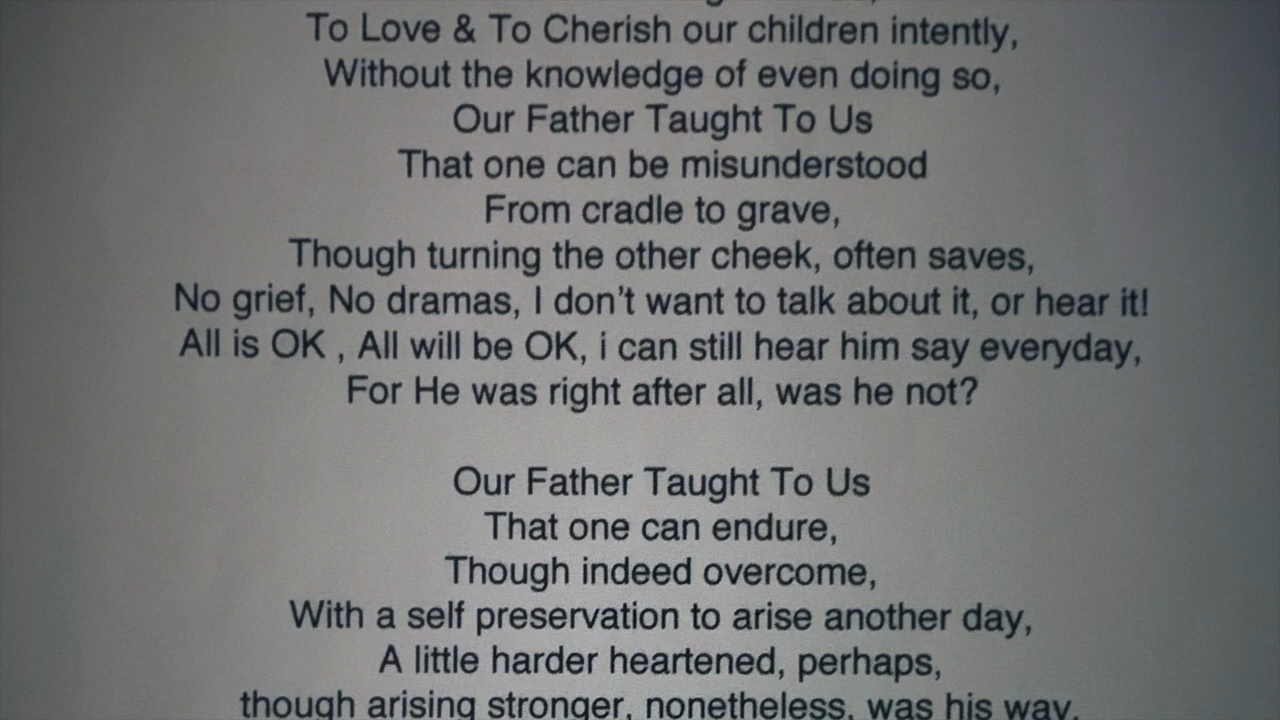 To Love & To Cherish our children intently,
Without the knowledge of even doing so,
Our Father Taught To Us
That one can be misunderstood
From cradle to grave,
Though turning the other cheek, often saves,
No grief, No dramas, I don't want to talk about it, or hear it!
All is OK , All will be OK, i can still hear him say everyday,
For He was right after all, was he not?
Our Father Taught To Us
That one can endure,
Though indeed overcome,
With a self preservation to arise another day,
A little harder heartened, perhaps,
though arising stronger, nonetheless, was his way.